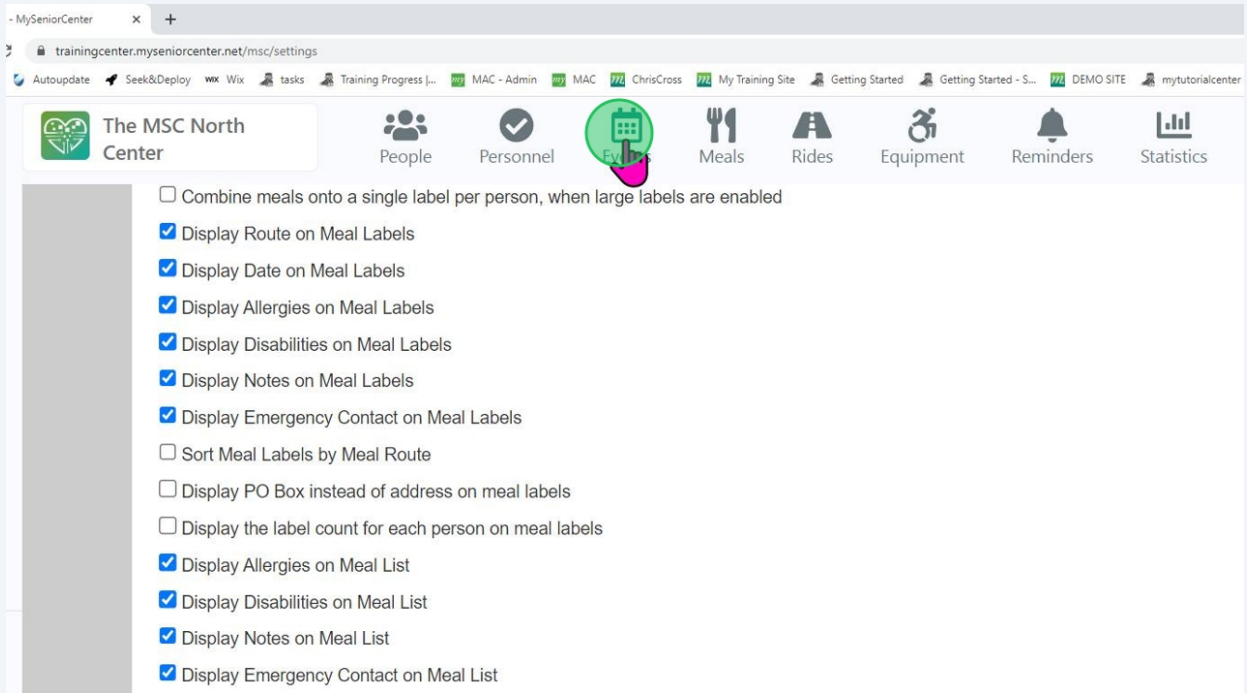 - MySeniorCenter
trainingcenter.myseniorcenter.net/msc/settings
Autoupdate Seek&Deploy WIX Wix tasks Training Progress |... my MAC - Admin my MAC m ChrisCross m My Training Site Getting Started Getting Started - S... m DEMO SITE mytutorialcenter
The MSC North
Center
People Personnel Meals Rides Equipment Reminders Statistics
Combine meals onto a single label per person, when large labels are enabled
Display Route on Meal Labels
Display Date on Meal Labels
Display Allergies on Meal Labels
Display Disabilities on Meal Labels
Display Notes on Meal Labels
Display Emergency Contact on Meal Labels
Sort Meal Labels by Meal Route
Display PO Box instead of address on meal labels
Display the label count for each person on meal labels
Display Allergies on Meal List
Display Disabilities on Meal List
Display Notes on Meal List
Display Emergency Contact on Meal List